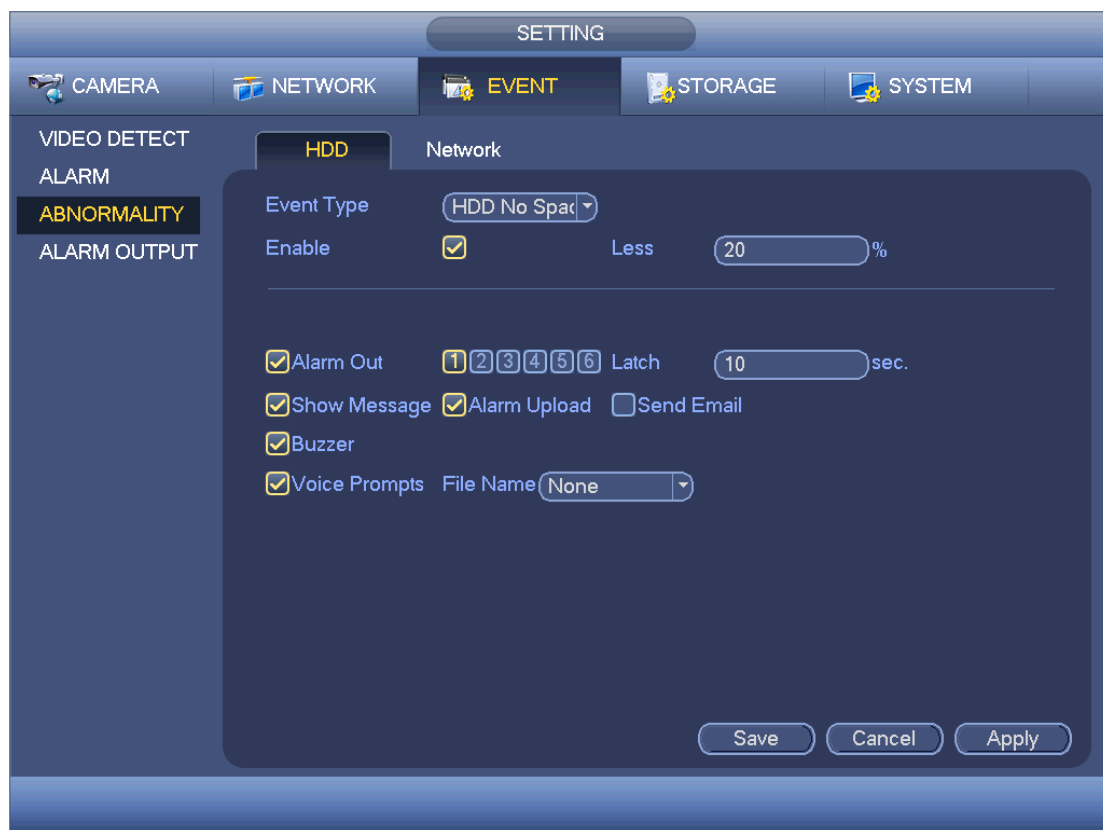 SETTING
CAMERA NETWORK EVENT STORAGE SYSTEM
VIDEO DETECT
ALARM
ABNORMALITY
ALARM OUTPUT
HDD Network
Event Type HDD No Spac
Enable Less 20 %
Alarm Out 1 2 3 4 5 6 Latch 10 sec.
Show Message Alarm Upload Send Email
Buzzer
Voice Prompts File Name None
Save Cancel Apply